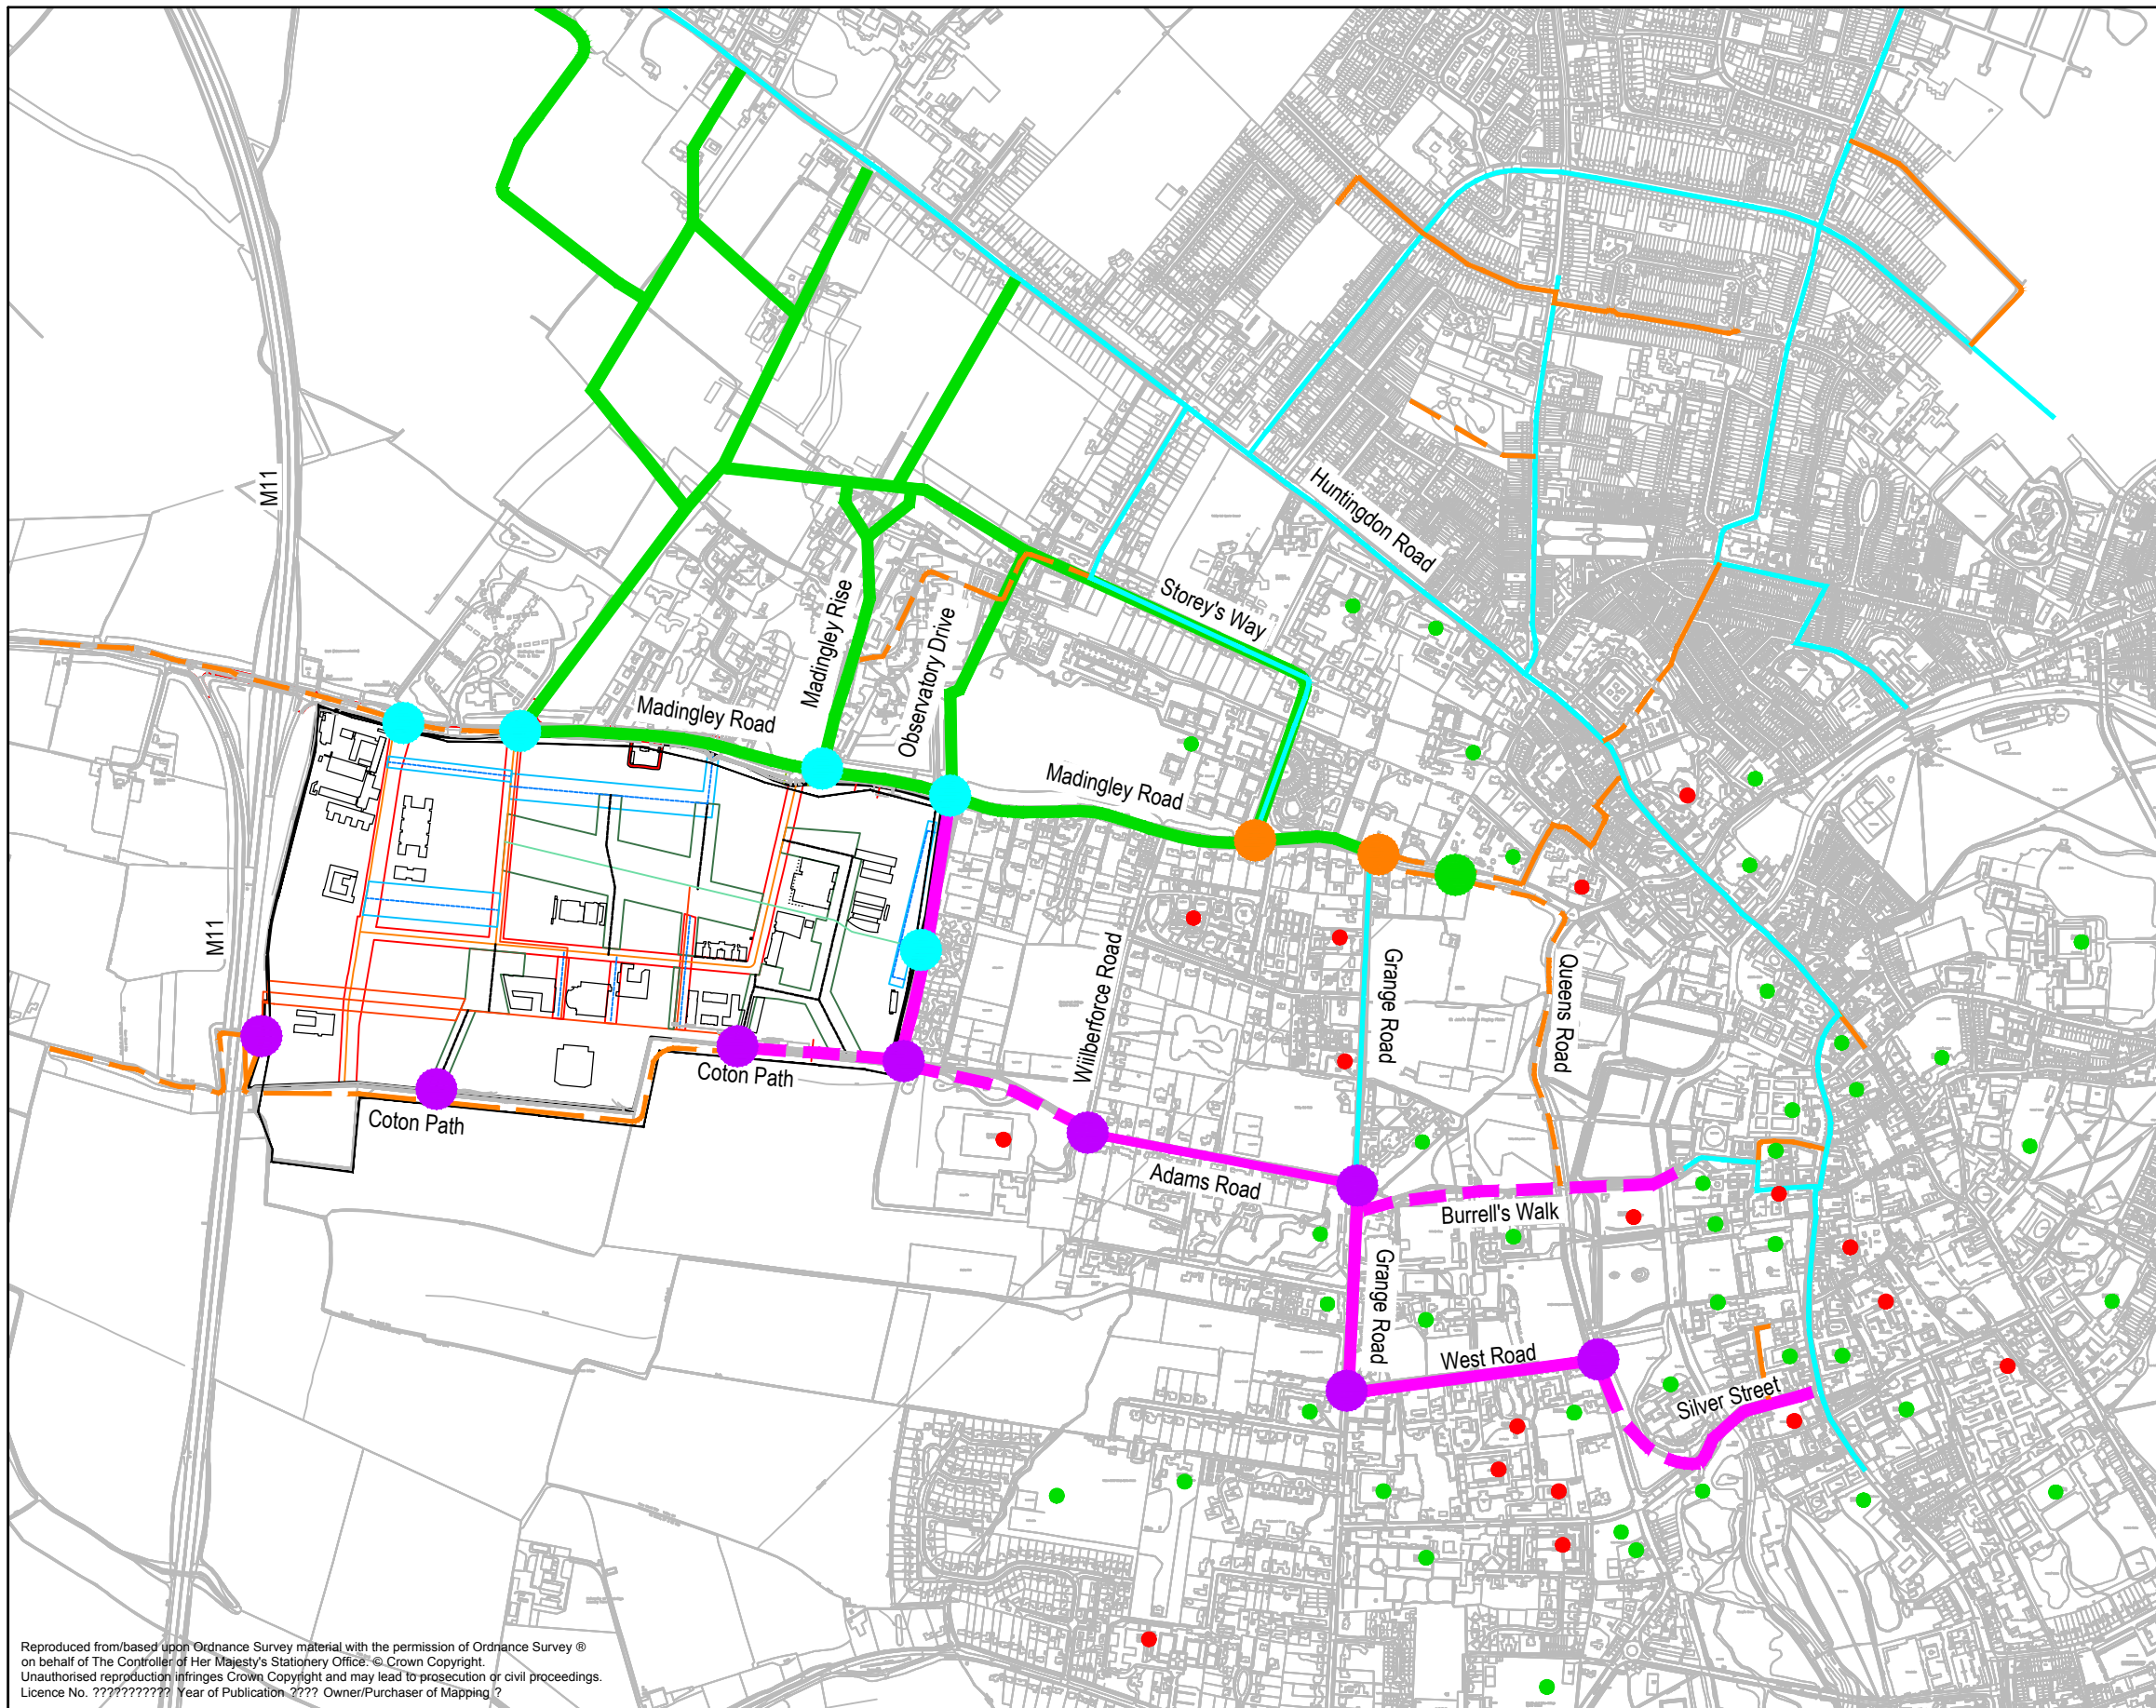 M11
Huntingdon Road
Storey's Way
Madingley Rise
Observatory Drive
Madingley Road
Madingley Road
M11
Wiilberforce Road
Grange Road
Queens Road
Coton Path
Coton Path
Adams Road
Burrell's Walk
Grange Road
West Road
Silver Street
Reproduced from/based upon Ordnance Survey material with the permission of Ordnance Survey ®
on behalf of The Controller of Her Majesty's Stationery Office. © Crown Copyright.
Unauthorised reproduction infringes Crown Copyright and may lead to prosecution or civil proceedings.
Licence No. ??????????? Year of Publication ???? Owner/Purchaser of Mapping ?